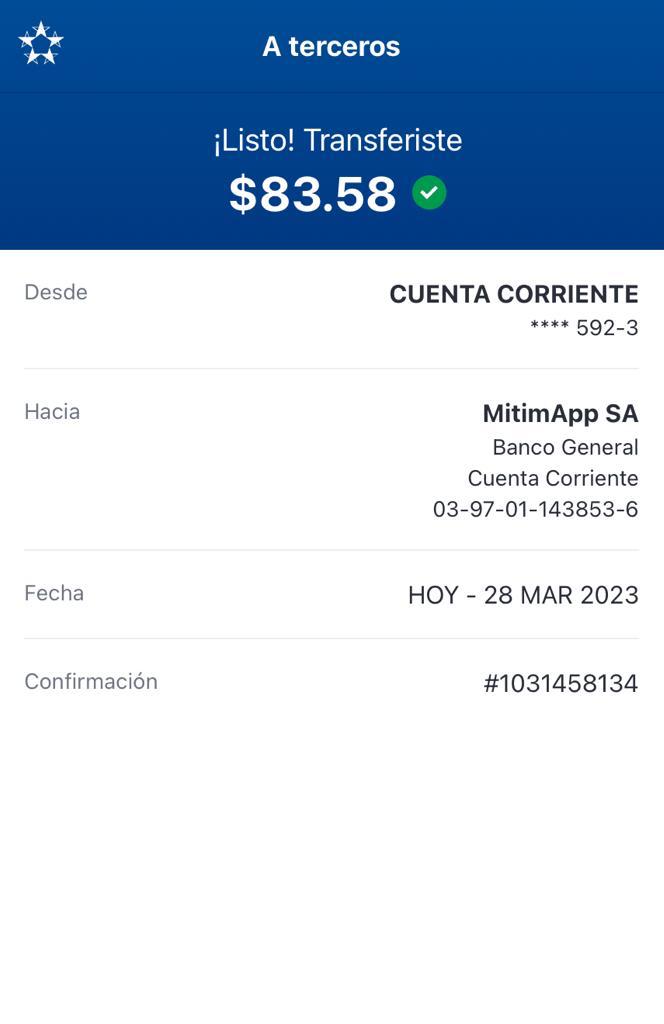 A terceros
¡Listo! Transferiste
$83.58
Desde
CUENTA CORRIENTE
**** 592-3
Hacia
MitimApp SA
Banco General
Cuenta Corriente
03-97-01-143853-6
Fecha
HOY - 28 MAR 2023
Confirmación
#1031458134